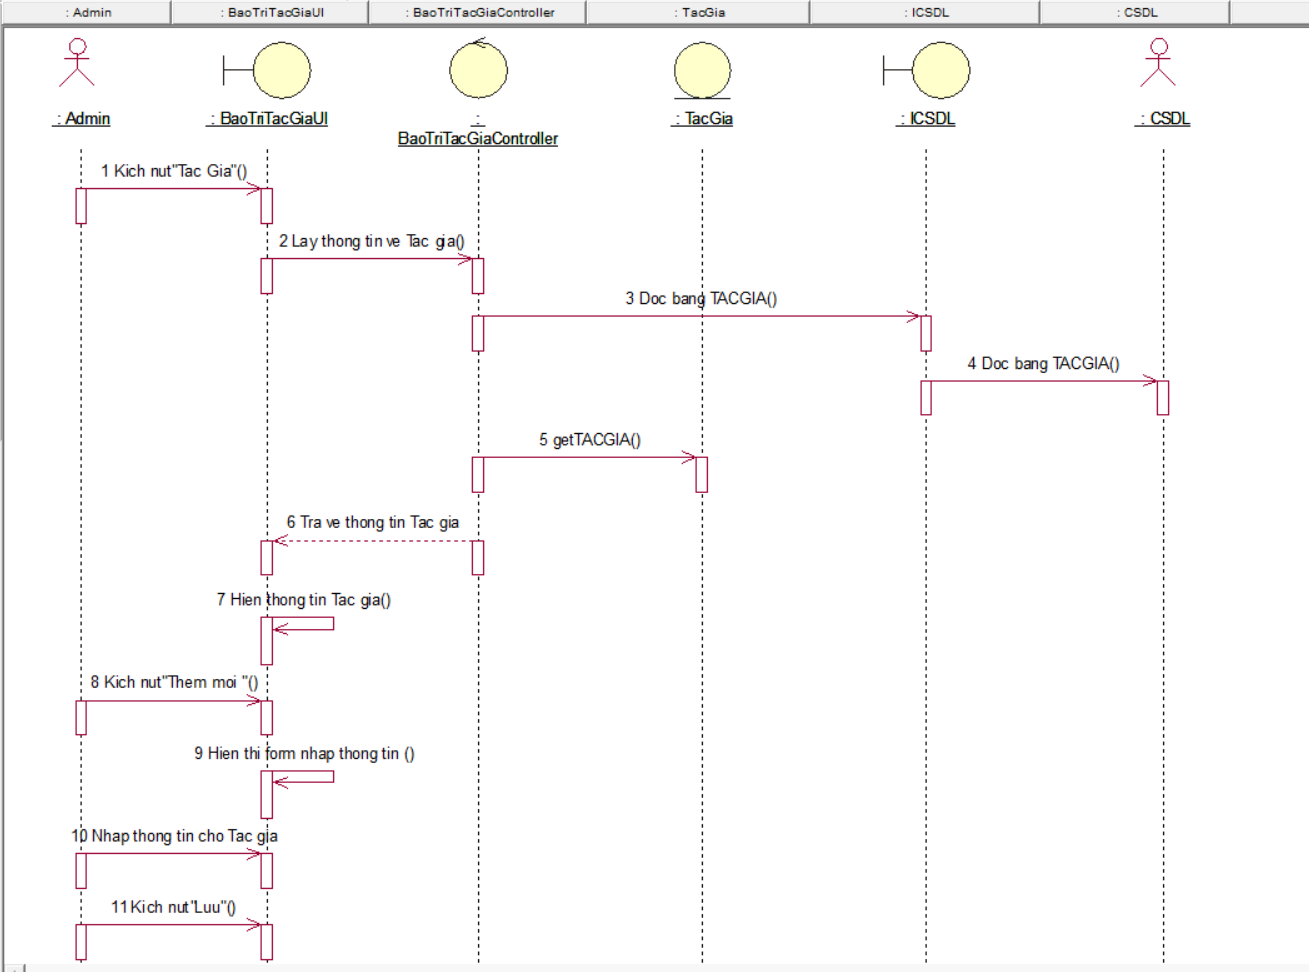 : Admin
: BaoTriTacGiaUI
: BaoTriTacGiaController
: TacGia
: ICSDL
: CSDL
: Admin
: BaoTriTacGiaUI
:
BaoTriTacGiaController
: TacGia
: ICSDL
: CSDL
1 Kich nut"Tac Gia"()
2 Lay thong tin ve Tac gia()
3 Doc bang TACGIA()
4 Doc bang TACGIA()
5 getTACGIA()
6 Tra ve thong tin Tac gia
7 Hien thong tin Tac gia()
8 Kich nut"Them moi "()
9 Hien thi form nhap thong tin ()
10 Nhap thong tin cho Tac gia
11 Kich nut"Luu"()